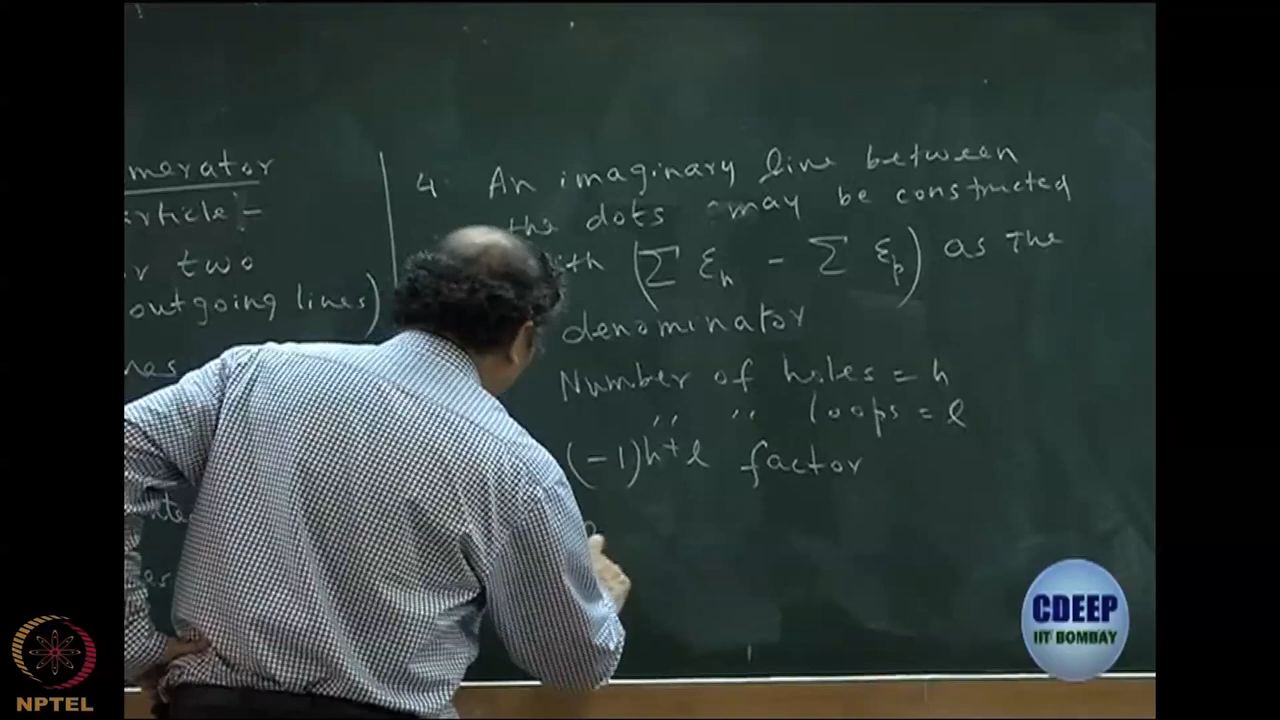 merator
article:-
r two
outgoing lines)
4. An imaginary line between
the dots may be constructed
with (Σ ε_h - Σ ε_p) as the
denominator
Number of holes = h
〃 〃 loops = l
(-1)^{h+l} factor
CDEEP
IIT BOMBAY
NPTEL